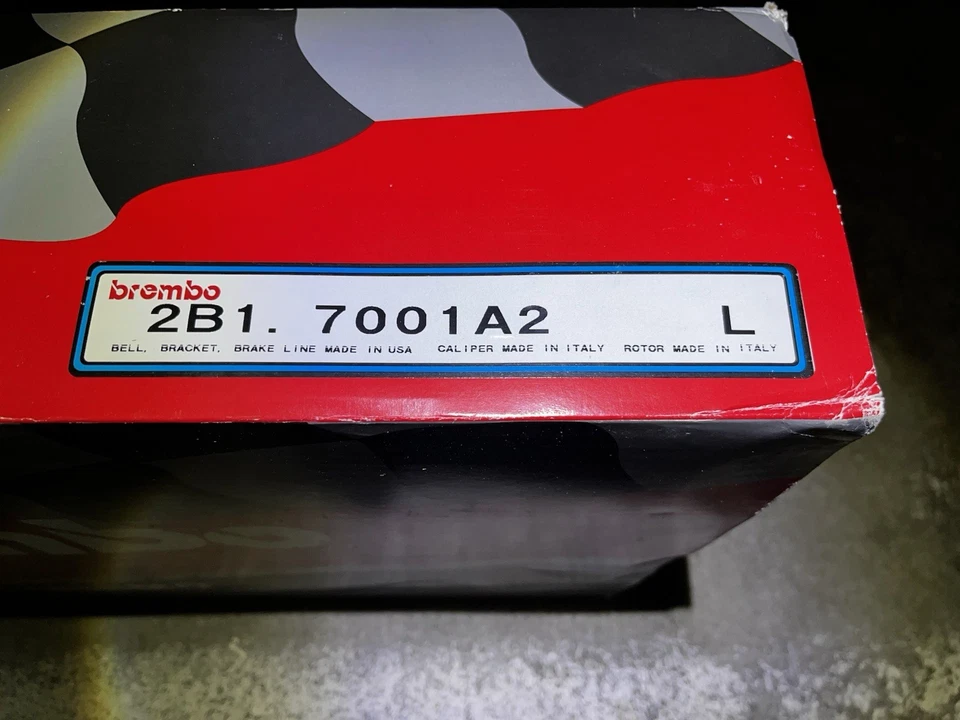 brembo
2B1. 7001A2 L
BELL, BRACKET, BRAKE LINE MADE IN USA CALIPER MADE IN ITALY ROTOR MADE IN ITALY